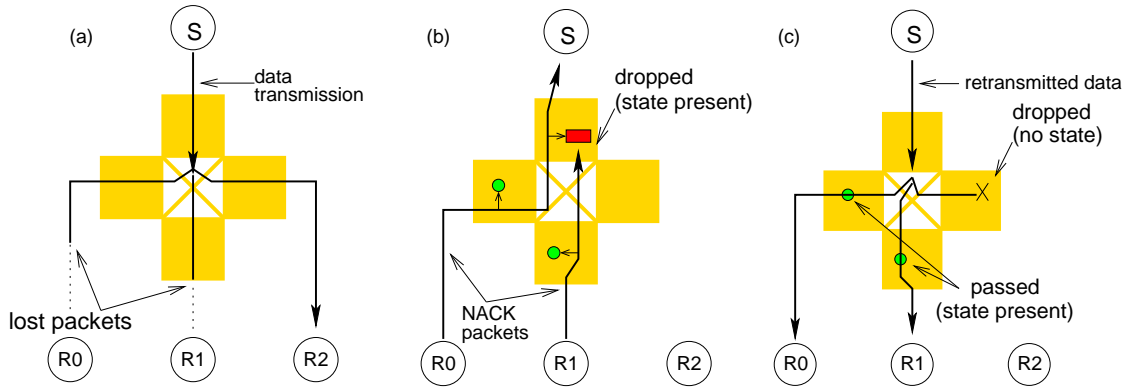 (a)
S
data
transmission
lost packets
R0
R1
R2
(b)
S
dropped
(state present)
NACK
packets
R0
R1
R2
(c)
S
retransmitted data
dropped
(no state)
X
passed
(state present)
R0
R1
R2